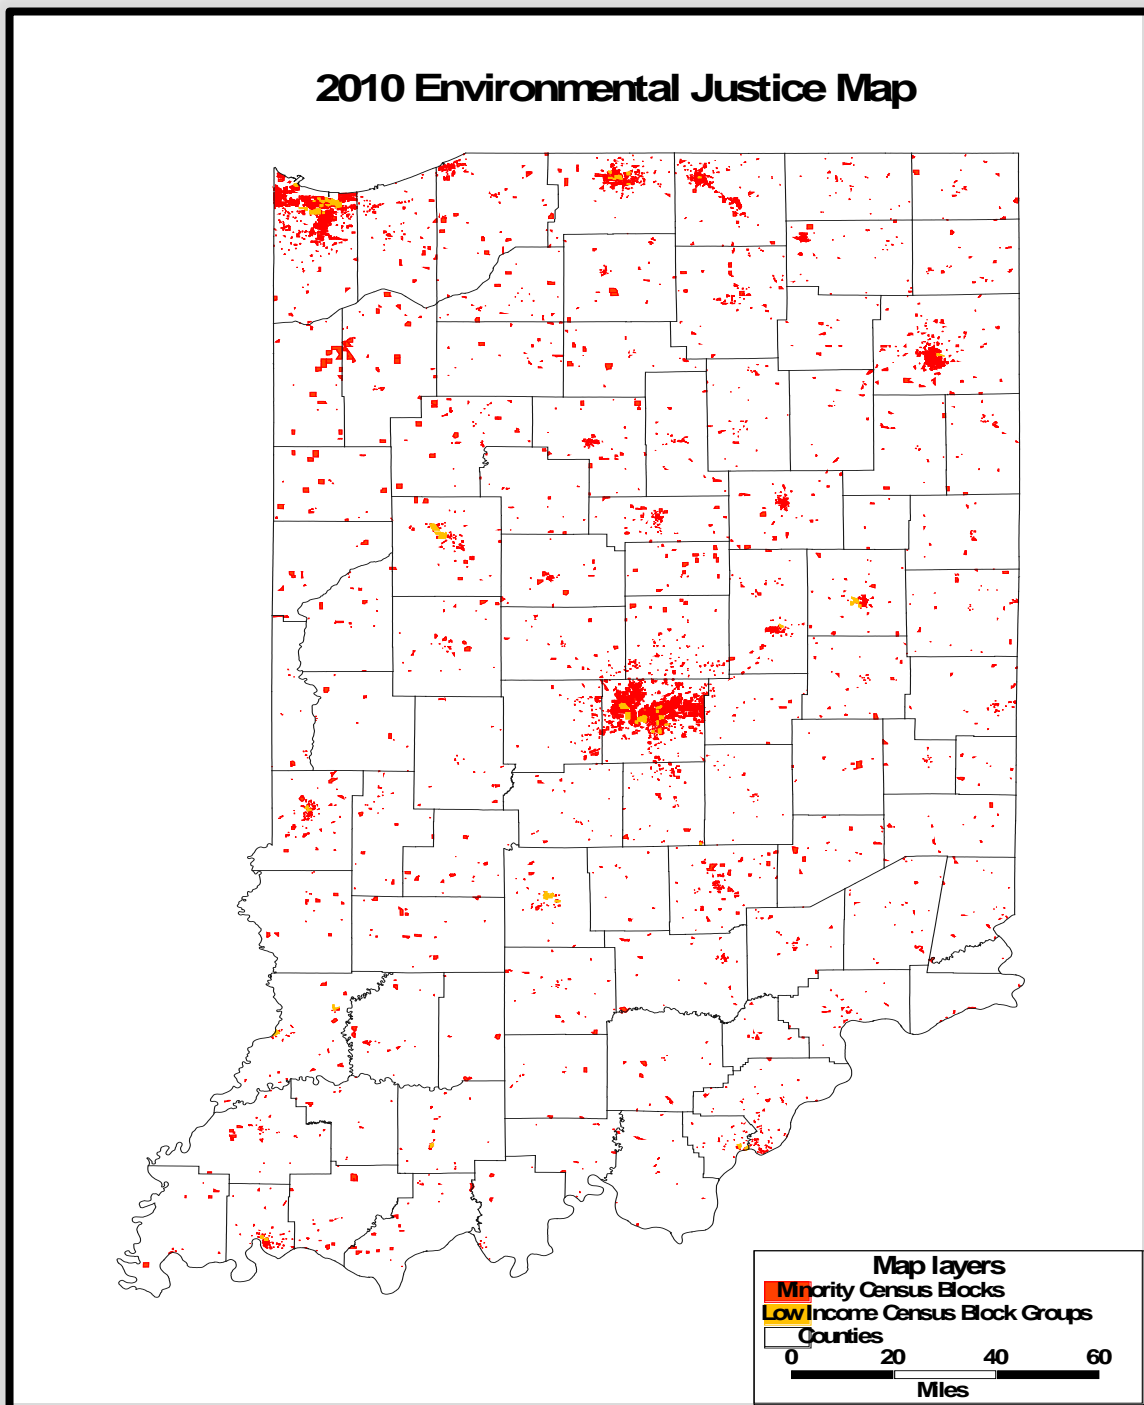 2010 Environmental Justice Map
Map layers
Minority Census Blocks
Low Income Census Block Groups
Counties
0 20 40 60
Miles